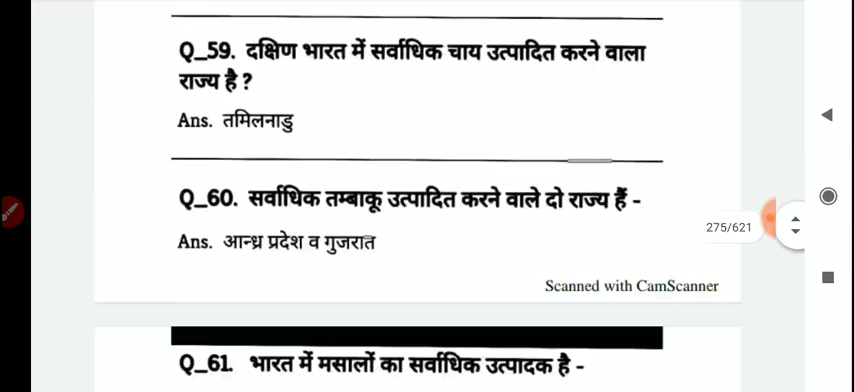 Q_59. दक्षिण भारत में सर्वाधिक चाय उत्पादित करने वाला
राज्य है ?
Ans. तमिलनाडु
Q_60. सर्वाधिक तम्बाकू उत्पादित करने वाले दो राज्य हैं -
275/621
Ans. आन्ध्र प्रदेश व गुजरात
Scanned with CamScanner
Q_61. भारत में मसालों का सर्वाधिक उत्पादक है -